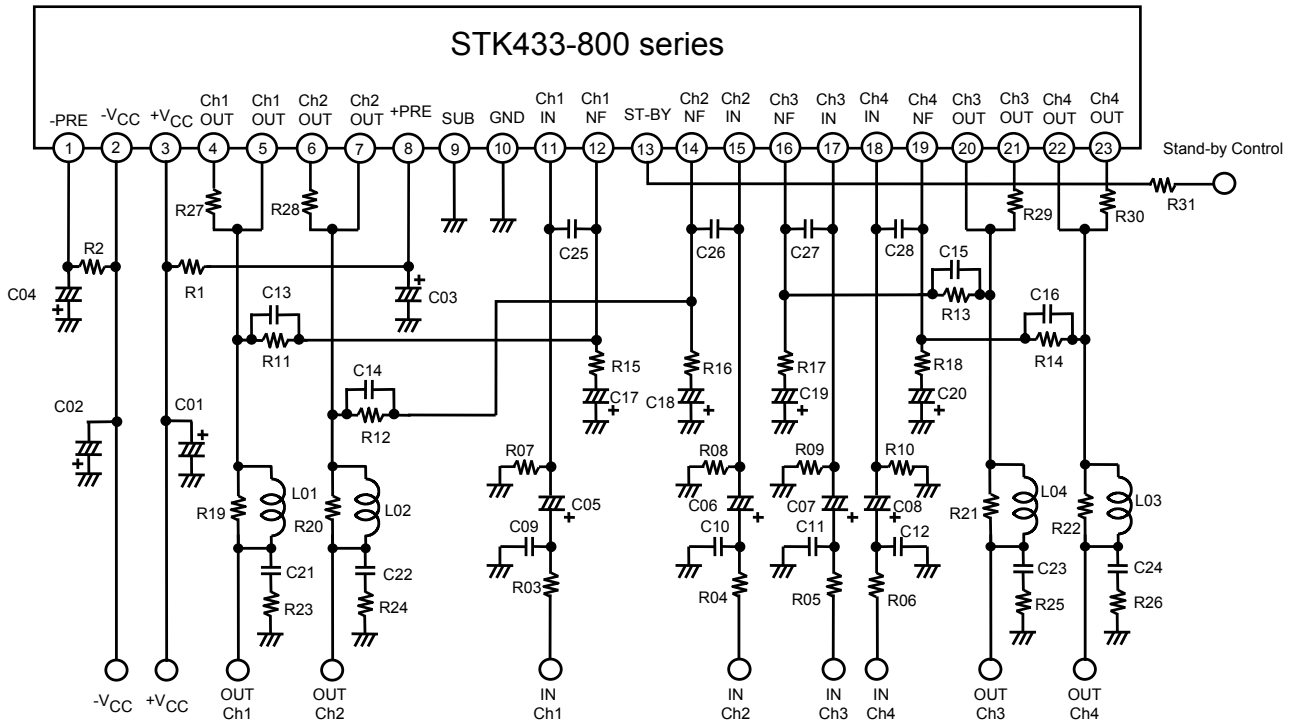 STK433-800 series
-PRE
-VCC
+VCC
Ch1 OUT
Ch1 OUT
Ch2 OUT
Ch2 OUT
+PRE
SUB
GND
Ch1 IN
Ch1 NF
ST-BY
Ch2 NF
Ch2 IN
Ch3 NF
Ch3 IN
Ch4 IN
Ch4 NF
Ch3 OUT
Ch3 OUT
Ch4 OUT
Ch4 OUT
1 2 3 4 5 6 7 8 9 10 11 12 13 14 15 16 17 18 19 20 21 22 23
Stand-by Control
R31
R27
R28
R29
R30
C25
C26
C27
C28
R2
R1
C04
+
+
C03
C15
R13
C13
R11
C16
R14
R15
R16
R17
R18
C14
R12
C17
+
C18
+
C19
+
C20
+
C02
+
C01
+
R07
R08
R09
R10
R19
L01
R20
L02
C05
+
C06
+
C07
+
C08
+
R21
L04
R22
L03
C09
C10
C11
C12
C21
C22
C23
C24
R23
R24
R03
R04
R05
R06
R25
R26
-VCC
+VCC
OUT Ch1
OUT Ch2
IN Ch1
IN Ch2
IN Ch3
IN Ch4
OUT Ch3
OUT Ch4